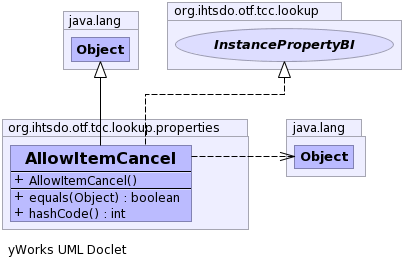 org.ihtsdo.otf.tcc.lookup
java.lang
InstancePropertyBI
Object
org.ihtsdo.otf.tcc.lookup.properties
java.lang
AllowItemCancel
Object
+ AllowItemCancel()
+ equals(Object) : boolean
+ hashCode() : int
yWorks UML Doclet